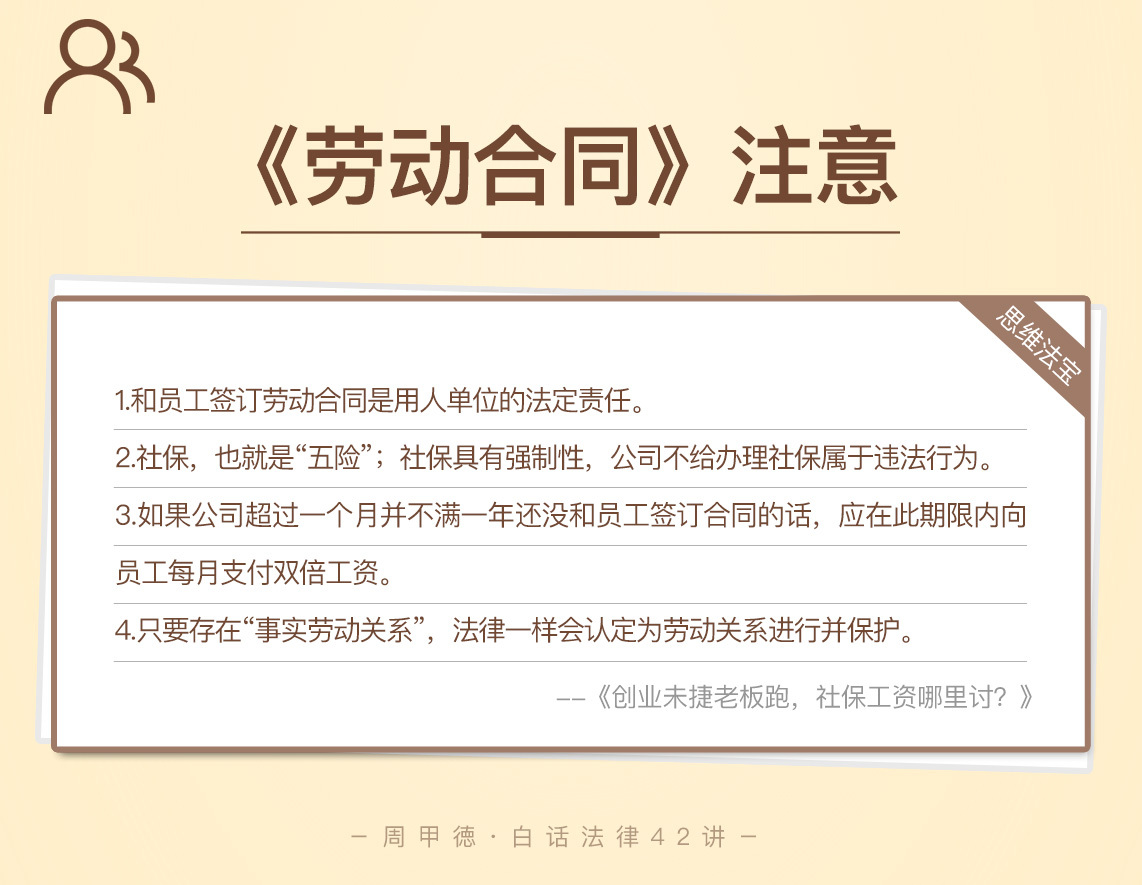 《劳动合同》注意
思维法宝
1.和员工签订劳动合同是用人单位的法定责任。
2.社保，也就是“五险”；社保具有强制性，公司不给办理社保属于违法行为。
3.如果公司超过一个月并不满一年还没和员工签订合同的话，应在此期限内向
员工每月支付双倍工资。
4.只要存在“事实劳动关系”，法律一样会认定为劳动关系进行并保护。
--《创业未捷老板跑，社保工资哪里讨？》
- 周甲徳·白话法律42讲 -